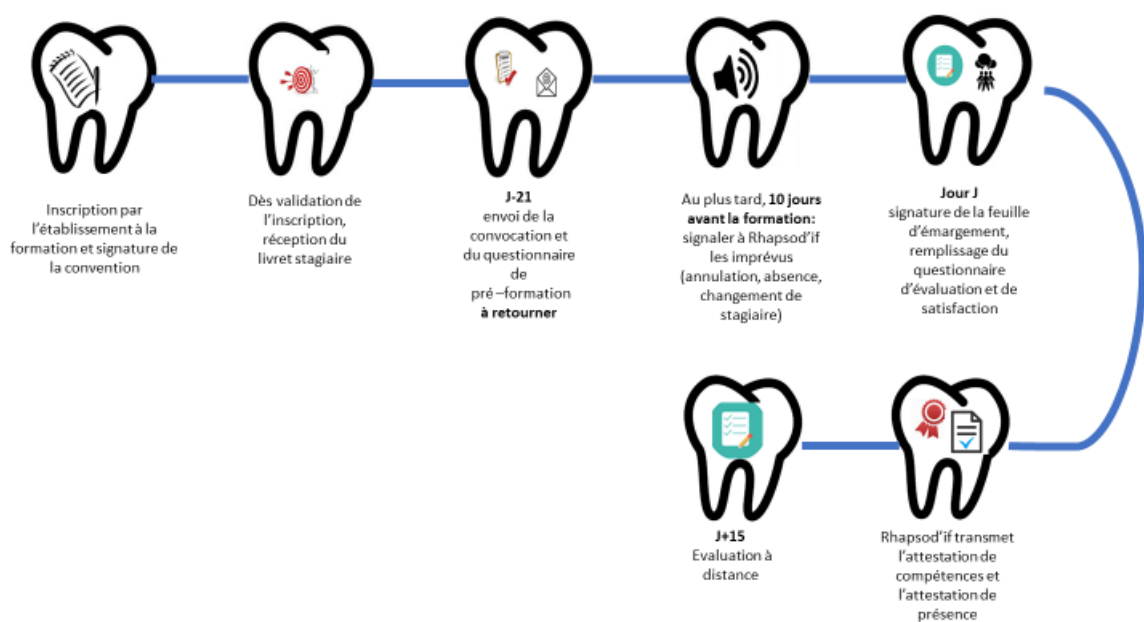 Inscription par
l'établissement à la
formation et signature de
la convention
Dès validation de
l'inscription,
réception du
livret stagiaire
J-21
envoi de la
convocation et
du questionnaire
de
pré –formation
à retourner
Au plus tard, 10 jours
avant la formation:
signaler à Rhapsod'if
les imprévus
(annulation, absence,
changement de
stagiaire)
Jour J
signature de la feuille
d'émargement,
remplissage du
questionnaire
d'évaluation et de
satisfaction
Rhapsod'if transmet
l'attestation de
compétences et
l'attestation de
présence
J+15
Evaluation à
distance